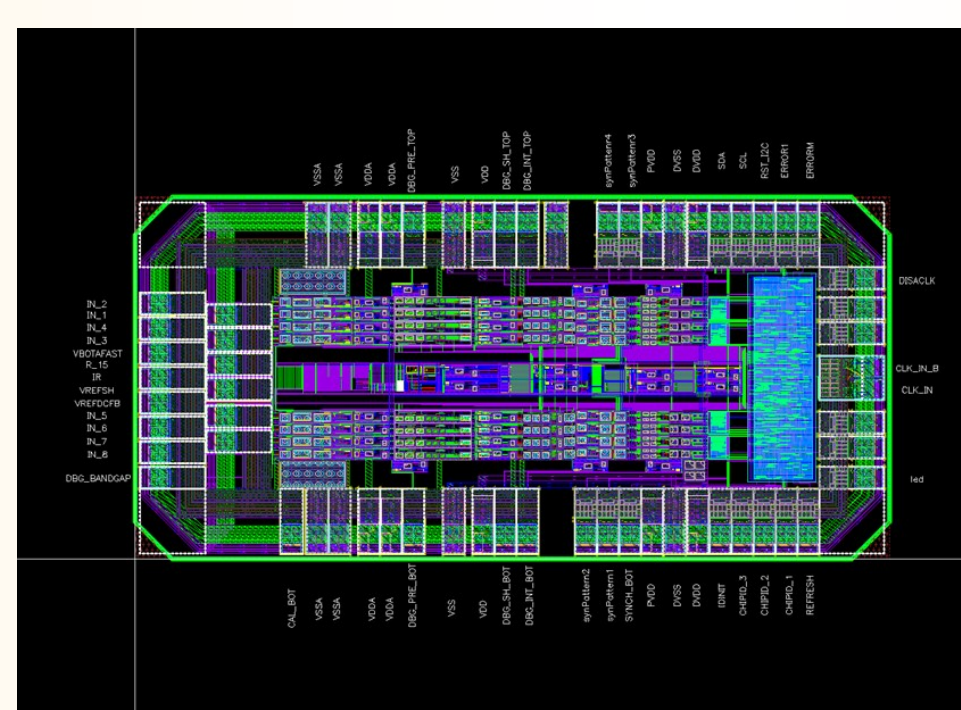 VSSA
VSSA
VDDA
VDDA
DBG_PRE_TOP
VSS
VDD
DBG_SH_TOP
DBG_INT_TOP
synPattenr4
synPattenr3
PVDD
DVSS
DVDD
SDA
SCL
RST_I2C
ERROR1
ERRORM
IN_2
IN_1
IN_4
IN_3
VBOTAFAST
R_15
IR
VREFSH
VREFDCFB
IN_5
IN_6
IN_7
IN_8
DBG_BANDGAP
DISACLK
CLK_IN_B
CLK_IN
led
CAL_BOT
VSSA
VSSA
VDDA
VDDA
DBG_PRE_BOT
VSS
VDD
DBG_SH_BOT
DBG_INT_BOT
synPattern2
synPattern1
SYNCH_BOT
PVDD
DVSS
DVDD
IDINIT
CHIPID_3
CHIPID_2
CHIPID_1
REFRESH